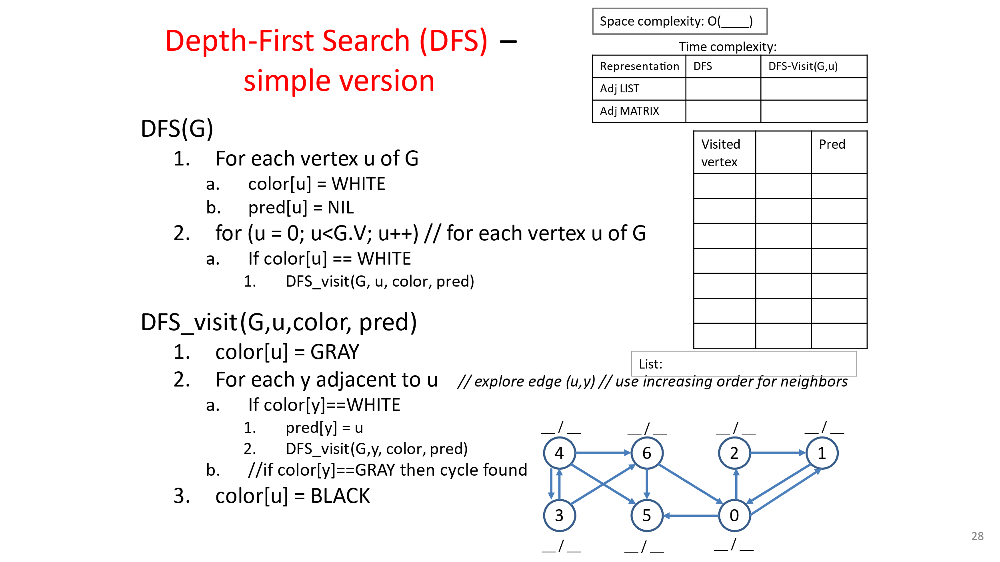 Depth-First Search (DFS) –
simple version
Space complexity: O(____)
Time complexity:
Representation DFS DFS-Visit(G,u)
Adj LIST
Adj MATRIX
DFS(G)
1. For each vertex u of G
a. color[u] = WHITE
b. pred[u] = NIL
2. for (u = 0; u<G.V; u++) // for each vertex u of G
a. If color[u] == WHITE
1. DFS_visit(G, u, color, pred)
Visited Pred
vertex
List:
DFS_visit(G,u,color, pred)
1. color[u] = GRAY
2. For each y adjacent to u // explore edge (u,y) // use increasing order for neighbors
a. If color[y]==WHITE
1. pred[y] = u
2. DFS_visit(G,y, color, pred)
b. //if color[y]==GRAY then cycle found
3. color[u] = BLACK
__ / __ __ / __ __ / __ __ / __
4 6 2 1
3 5 0
__ / __ __ / __ __ / __
28